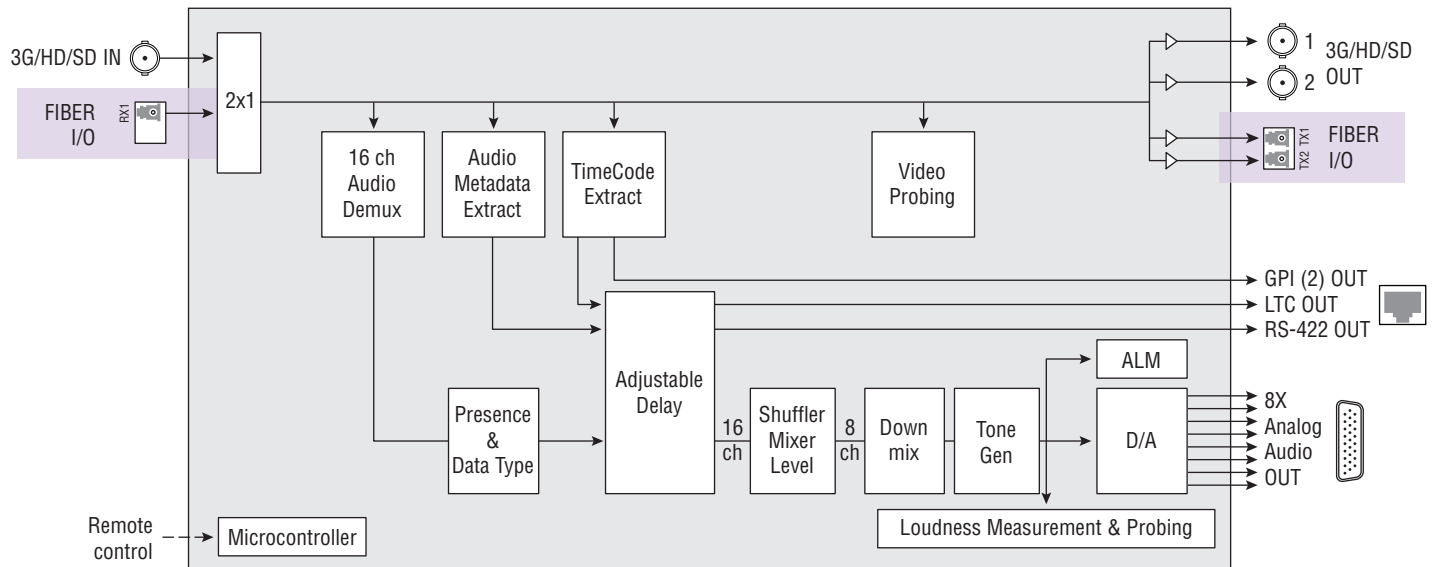 3G/HD/SD IN
FIBER
I/O
RX1
2x1
1
2
3G/HD/SD
OUT
TX1
TX2
FIBER
I/O
16 ch
Audio
Demux
Audio
Metadata
Extract
TimeCode
Extract
Video
Probing
GPI (2) OUT
LTC OUT
RS-422 OUT
Adjustable
Delay
Presence
&
Data Type
16
ch
Shuffler
Mixer
Level
8
ch
Down
mix
Tone
Gen
ALM
D/A
8X
Analog
Audio
OUT
Loudness Measurement & Probing
Remote
control
Microcontroller